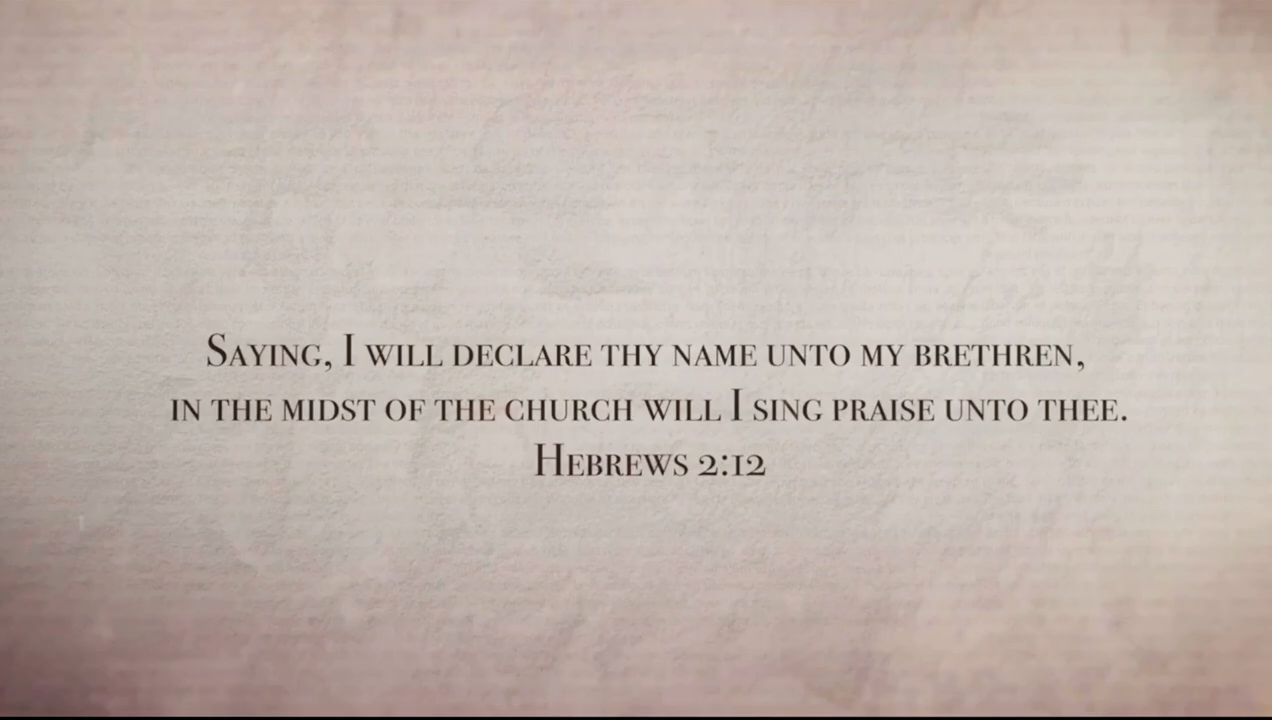 Saying, I will declare thy name unto my brethren,
in the midst of the church will I sing praise unto thee.
Hebrews 2:12